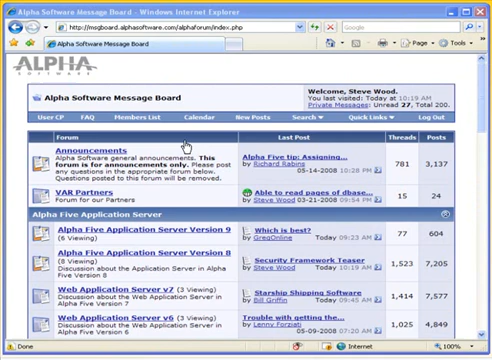 Alpha Software Message Board - Windows Internet Explorer
http://msgboard.alphasoftware.com/alphaforum/index.php
Alpha Software Message Board
Page
Tools
ALPHA
SOFTWARE
Alpha Software Message Board
Welcome, Steve Wood.
You last visited: Today at 10:19 AM
Private Messages: Unread 27, Total 200.
User CP FAQ Members List Calendar New Posts Search Quick Links Log Out
Forum Last Post Threads Posts
Announcements
Alpha Software general announcements. This
forum is for announcements only. Please post
any questions in the appropriate forum below.
Questions posted to this forum will be removed.
Alpha Five tip: Assigning...
by Richard Rabins
05-14-2008 10:28 PM
781 3,137
VAR Partners
Forum for our Partners
Able to read pages of dbase...
by Steve Wood 03-21-2008 09:54 PM
15 24
Alpha Five Application Server
Alpha Five Application Server Version 9
(6 Viewing)
Which is best?
by GregOnline Today 09:23 AM
77 604
Alpha Five Application Server Version 8
(8 Viewing)
Discussion about the Application Server in Alpha
Five Version 8
Security Framework Teaser
by Steve Wood Today 10:19 AM
1,523 7,205
Web Application Server v7 (3 Viewing)
Discussion about the Application Server in Alpha
Five Version 7
Starship Shipping Software
by Bill Griffin Today 09:45 AM
1,414 7,577
Web Application Server v6 (3 Viewing)
Discussion about the Application Server in Alpha
Five Version 6
Trouble with getting the...
by Lenny Forziati
05-09-2008 07:20 AM
1,025 4,849
Done
Internet
100%